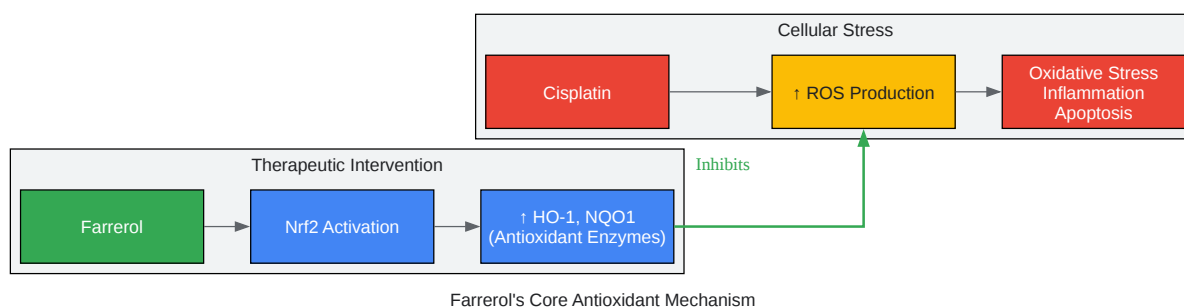 Cellular Stress
Cisplatin
↑ ROS Production
Oxidative Stress
Inflammation
Apoptosis
Therapeutic Intervention
Inhibits
Farrerol
Nrf2 Activation
↑ HO-1, NQO1
(Antioxidant Enzymes)
Farrerol's Core Antioxidant Mechanism